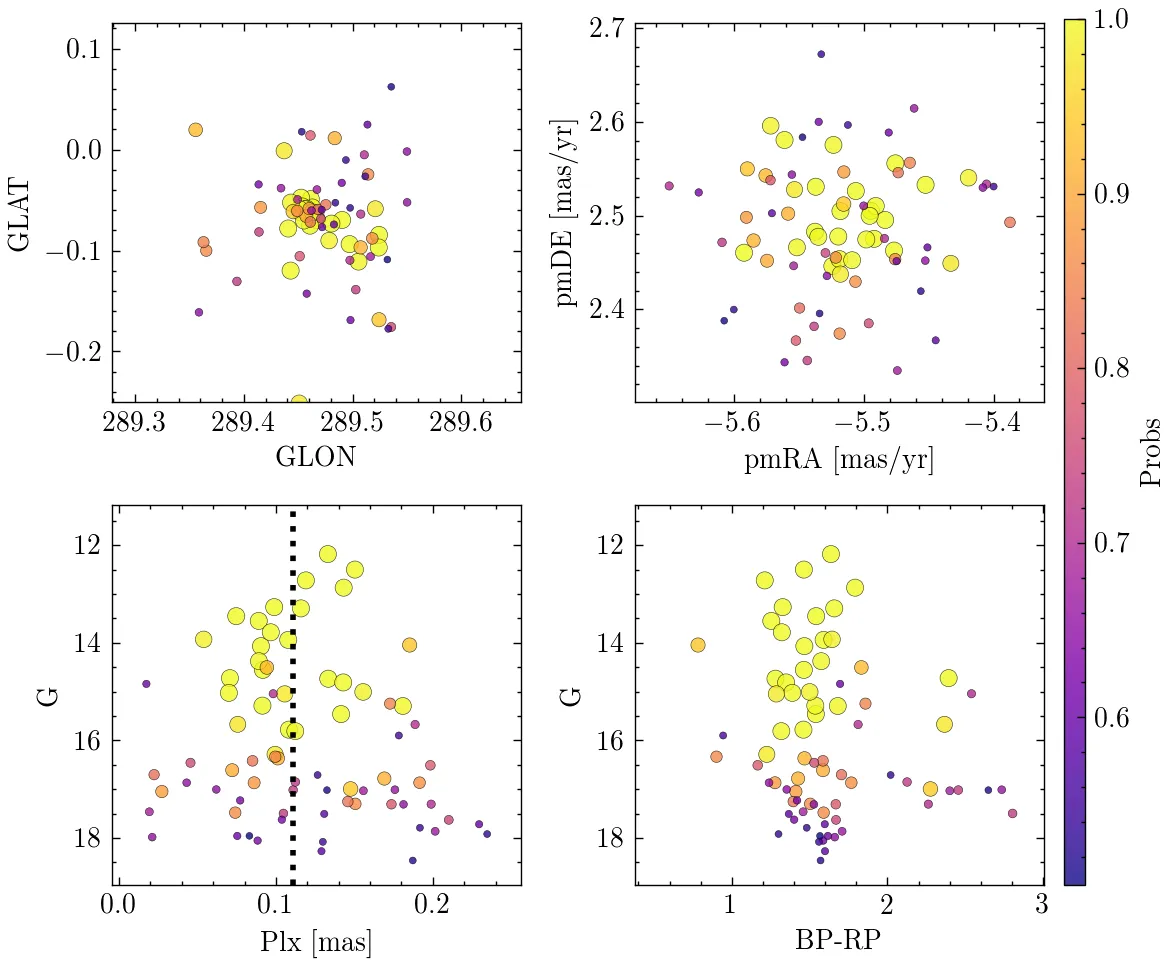 0.1
0.0
−0.1
−0.2
GLAT
289.3 289.4 289.5 289.6
GLON
2.7
2.6
2.5
2.4
pmDE [mas/yr]
−5.6 −5.5 −5.4
pmRA [mas/yr]
12
14
16
18
G
0.0 0.1 0.2
Plx [mas]
12
14
16
18
G
1 2 3
BP-RP
1.0
0.9
0.8
0.7
0.6
Probs